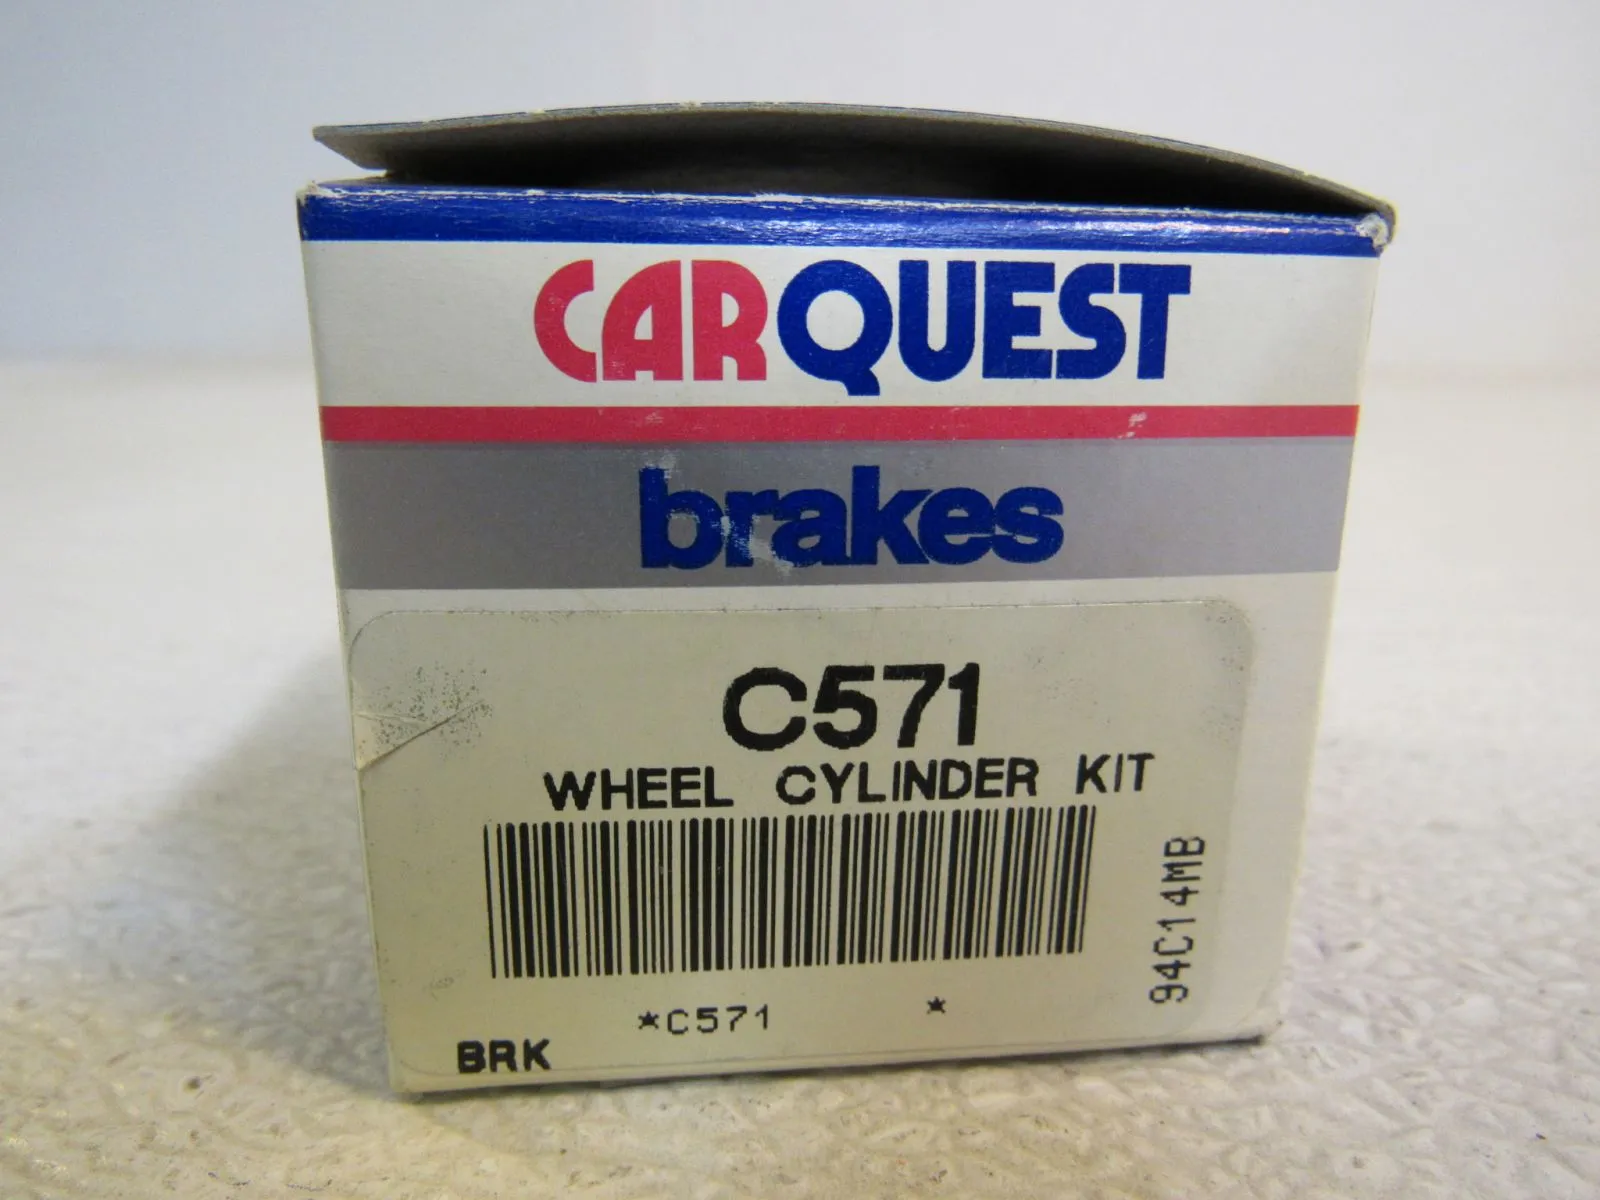 CARQUEST
brakes
C571
WHEEL CYLINDER KIT
*C571 *
BRK
94C14MB